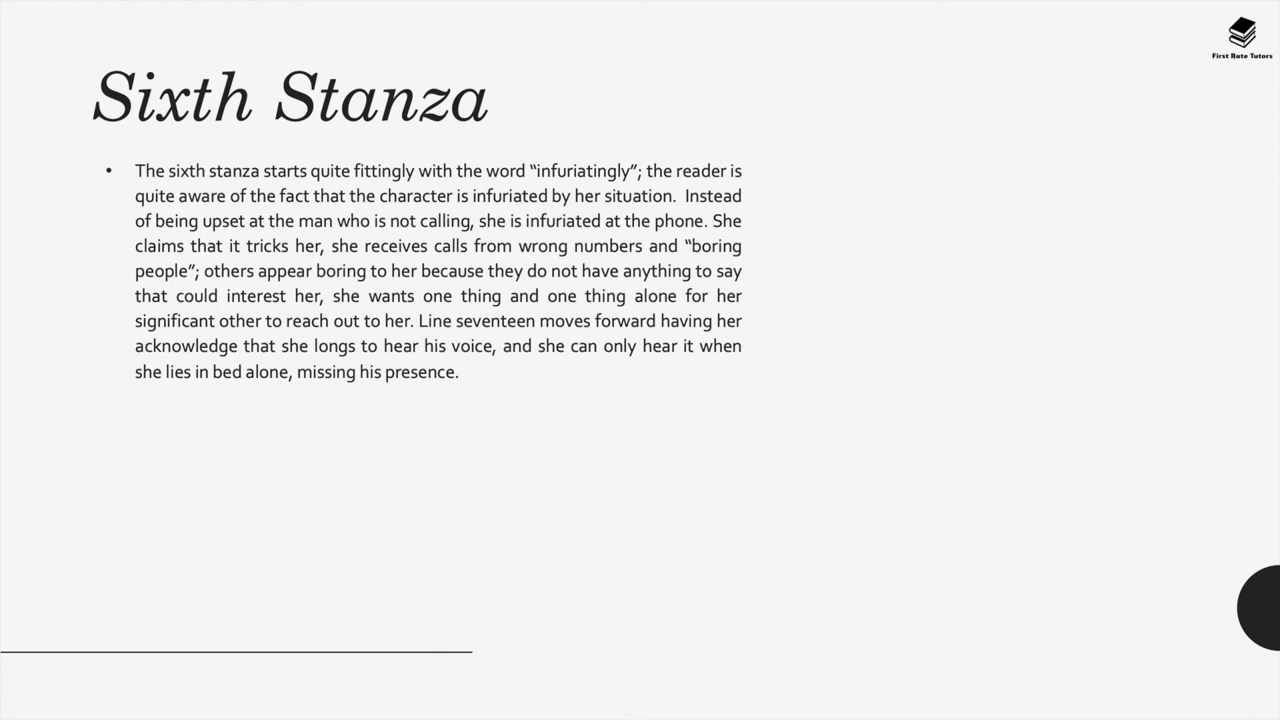 First Rate Tutors
Sixth Stanza
• The sixth stanza starts quite fittingly with the word “infuriatingly”; the reader is
quite aware of the fact that the character is infuriated by her situation.  Instead
of being upset at the man who is not calling, she is infuriated at the phone. She
claims that it tricks her, she receives calls from wrong numbers and “boring
people”; others appear boring to her because they do not have anything to say
that could interest her, she wants one thing and one thing alone for her
significant other to reach out to her. Line seventeen moves forward having her
acknowledge that she longs to hear his voice, and she can only hear it when
she lies in bed alone, missing his presence.